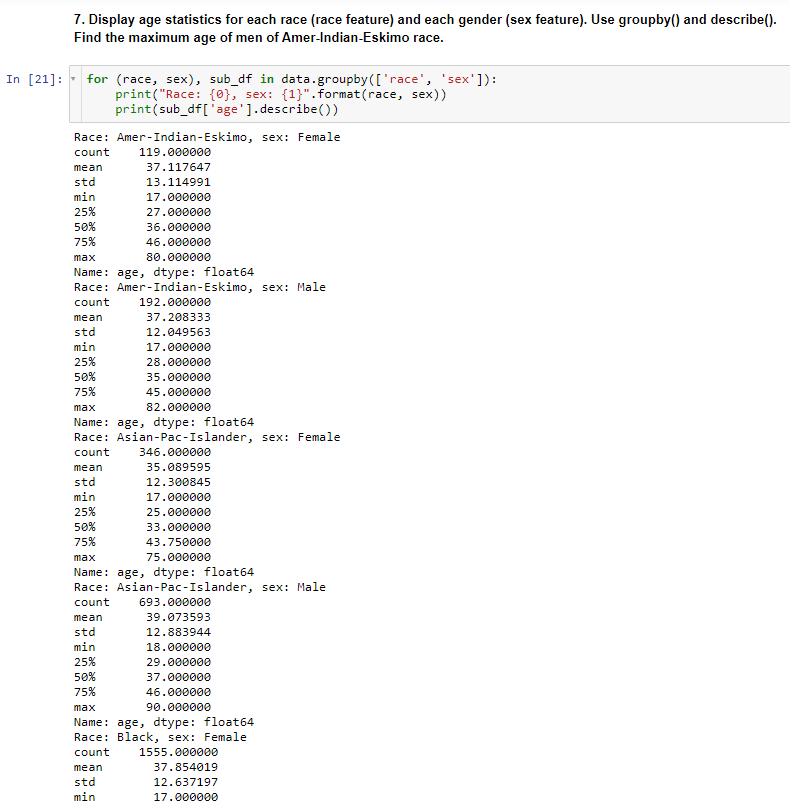 7. Display age statistics for each race (race feature) and each gender (sex feature). Use groupby() and describe().
Find the maximum age of men of Amer-Indian-Eskimo race.
In [21]: for (race, sex), sub_df in data.groupby(['race', 'sex']):
print("Race: {0}, sex: {1}".format(race, sex))
print(sub_df['age'].describe())
Race: Amer-Indian-Eskimo, sex: Female
count 119.000000
mean 37.117647
std 13.114991
min 17.000000
25% 27.000000
50% 36.000000
75% 46.000000
max 80.000000
Name: age, dtype: float64
Race: Amer-Indian-Eskimo, sex: Male
count 192.000000
mean 37.208333
std 12.049563
min 17.000000
25% 28.000000
50% 35.000000
75% 45.000000
max 82.000000
Name: age, dtype: float64
Race: Asian-Pac-Islander, sex: Female
count 346.000000
mean 35.089595
std 12.300845
min 17.000000
25% 25.000000
50% 33.000000
75% 43.750000
max 75.000000
Name: age, dtype: float64
Race: Asian-Pac-Islander, sex: Male
count 693.000000
mean 39.073593
std 12.883944
min 18.000000
25% 29.000000
50% 37.000000
75% 46.000000
max 90.000000
Name: age, dtype: float64
Race: Black, sex: Female
count 1555.000000
mean 37.854019
std 12.637197
min 17.000000